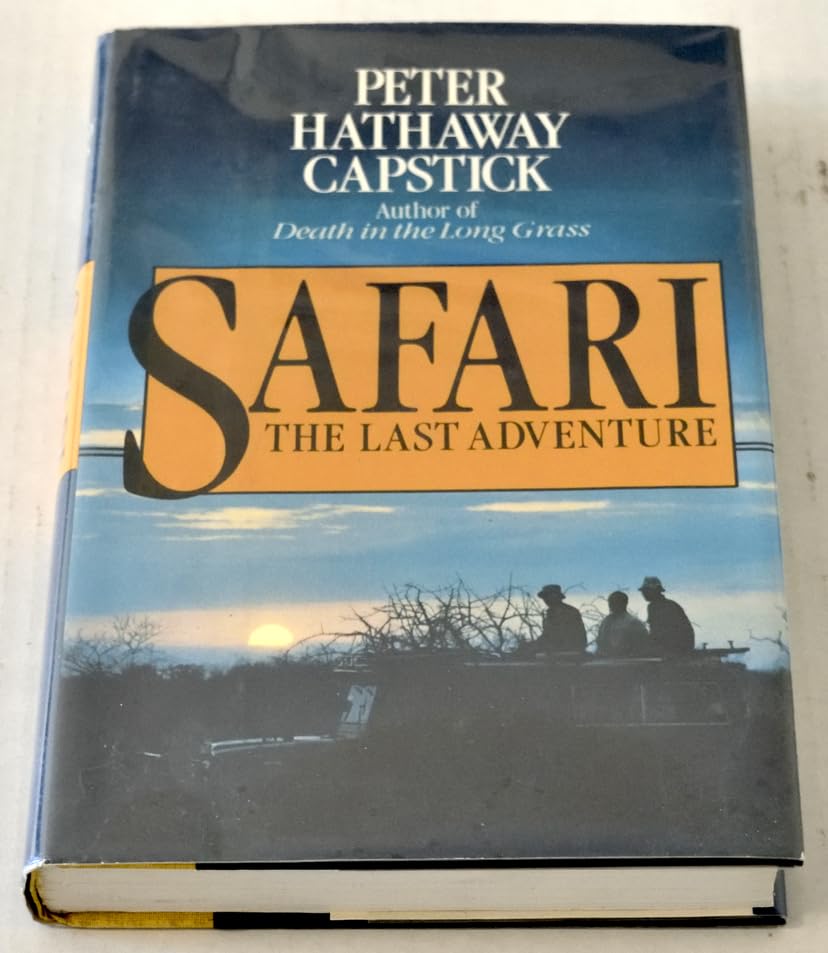 PETER
HATHAWAY
CAPSTICK
Author of
Death in the Long Grass
SAFARI
THE LAST ADVENTURE